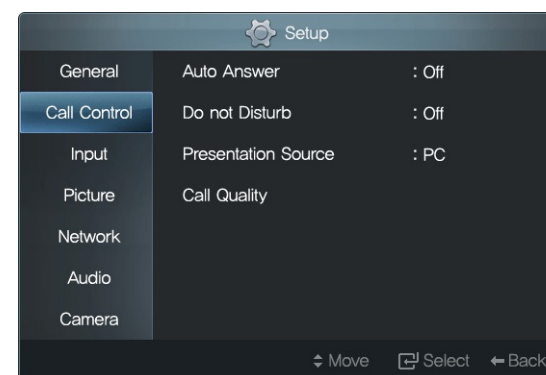 Setup
General
Auto Answer : Off
Call Control
Do not Disturb : Off
Input
Presentation Source : PC
Picture
Call Quality
Network
Audio
Camera
Move Select Back